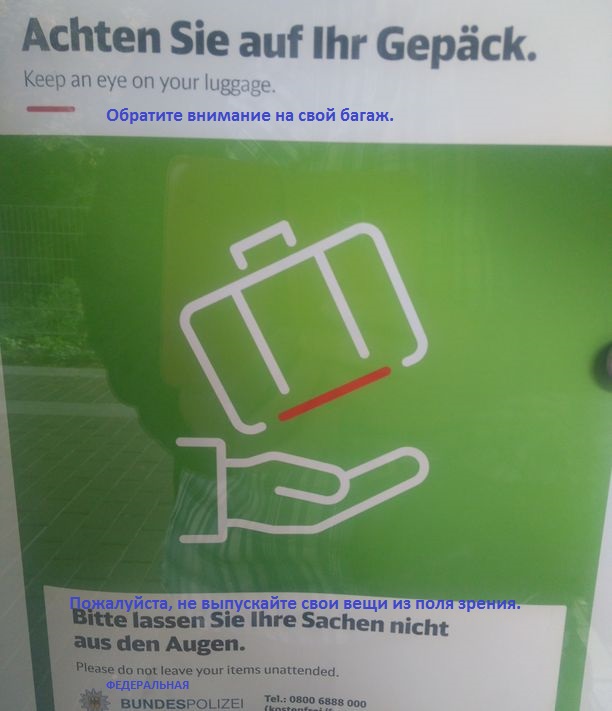 Achten Sie auf Ihr Gepäck.
Keep an eye on your luggage.
Обратите внимание на свой багаж.
Пожалуйста, не выпускайте свои вещи из поля зрения.
Bitte lassen Sie Ihre Sachen nicht
aus den Augen.
Please do not leave your items unattended.
ФЕДЕРАЛЬНАЯ
BUNDESPOLIZEI Tel.: 0800 6888 000